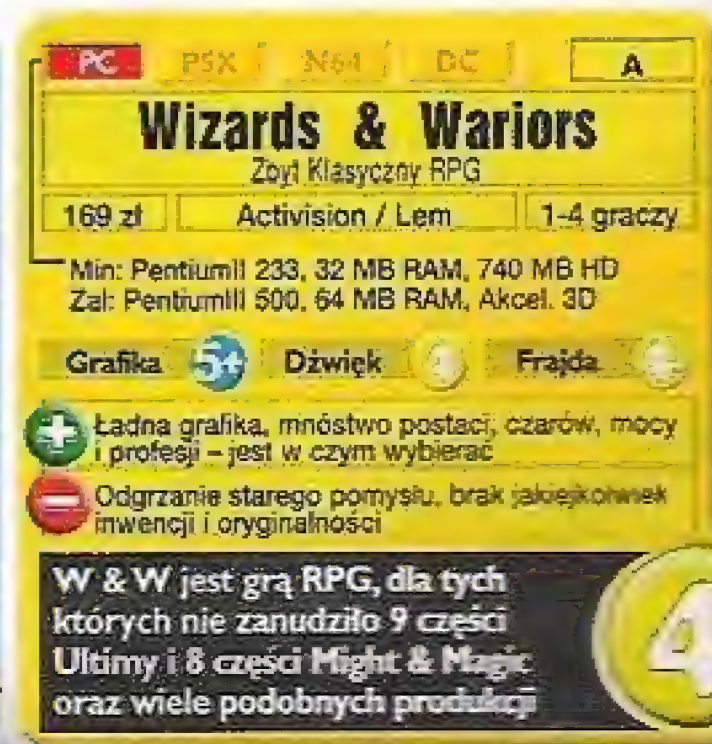 PC PSX N64 DC A
Wizards & Wariors
Zbyt Klasyczny RPG
169 zł Activision / Lem 1-4 graczy
Min: PentiumII 233, 32 MB RAM, 740 MB HD
Zal: PentiumIII 500, 64 MB RAM, Akcel. 3D
Grafika 5+ Dźwięk 4 Frajda
Ładna grafika, mnóstwo postaci, czarów, mocy
i profesji – jest w czym wybierać
Odgrzanie starego pomysłu, brak jakiejkolwiek
inwencji i oryginalności
W & W jest grą RPG, dla tych
których nie zanudziło 9 części
Ultimy i 8 części Might & Magic
oraz wiele podobnych produkcji
4